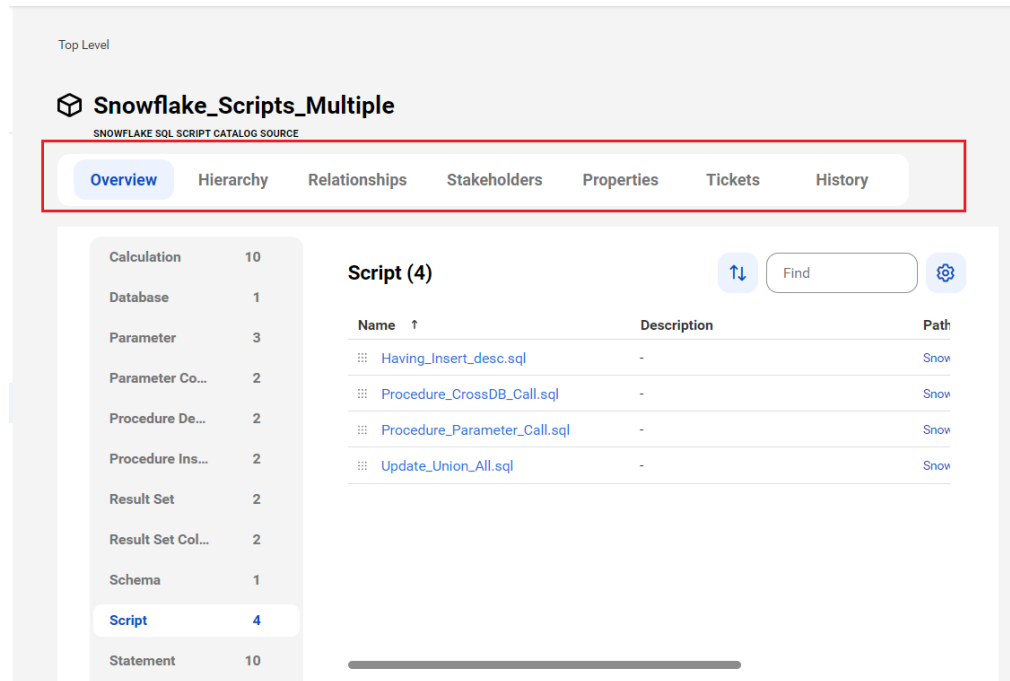 Top Level
Snowflake_Scripts_Multiple
SNOWFLAKE SQL SCRIPT CATALOG SOURCE
Overview Hierarchy Relationships Stakeholders Properties Tickets History
Calculation 10
Database 1
Parameter 3
Parameter Co... 2
Procedure De... 2
Procedure Ins... 2
Result Set 2
Result Set Col... 2
Schema 1
Script 4
Statement 10
Script (4) Find
Name ↑ Description Path
Having_Insert_desc.sql - Snow
Procedure_CrossDB_Call.sql - Snow
Procedure_Parameter_Call.sql - Snow
Update_Union_All.sql - Snow